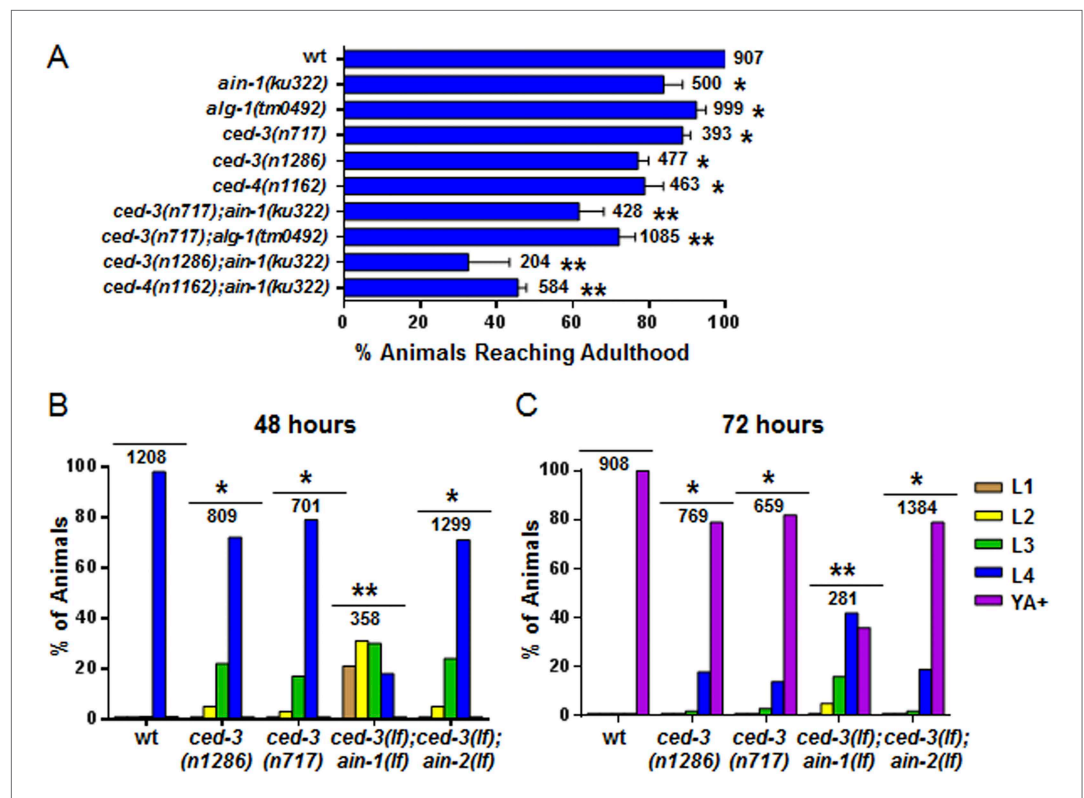 A
wt 907
ain-1(ku322) 500 *
alg-1(tm0492) 999 *
ced-3(n717) 393 *
ced-3(n1286) 477 *
ced-4(n1162) 463 *
ced-3(n717);ain-1(ku322) 428 **
ced-3(n717);alg-1(tm0492) 1085 **
ced-3(n1286);ain-1(ku322) 204 **
ced-4(n1162);ain-1(ku322) 584 **
0 20 40 60 80 100
% Animals Reaching Adulthood
B
48 hours
% of Animals
100
80
60
40
20
0
1208
*
809
*
701
**
358
*
1299
wt ced-3 ced-3 ced-3(lf); ced-3(lf);
(n1286) (n717) ain-1(lf) ain-2(lf)
C
72 hours
% of Animals
100
80
60
40
20
0
908
*
769
*
659
**
281
*
1384
wt ced-3 ced-3 ced-3(lf); ced-3(lf);
(n1286) (n717) ain-1(lf) ain-2(lf)
L1
L2
L3
L4
YA+